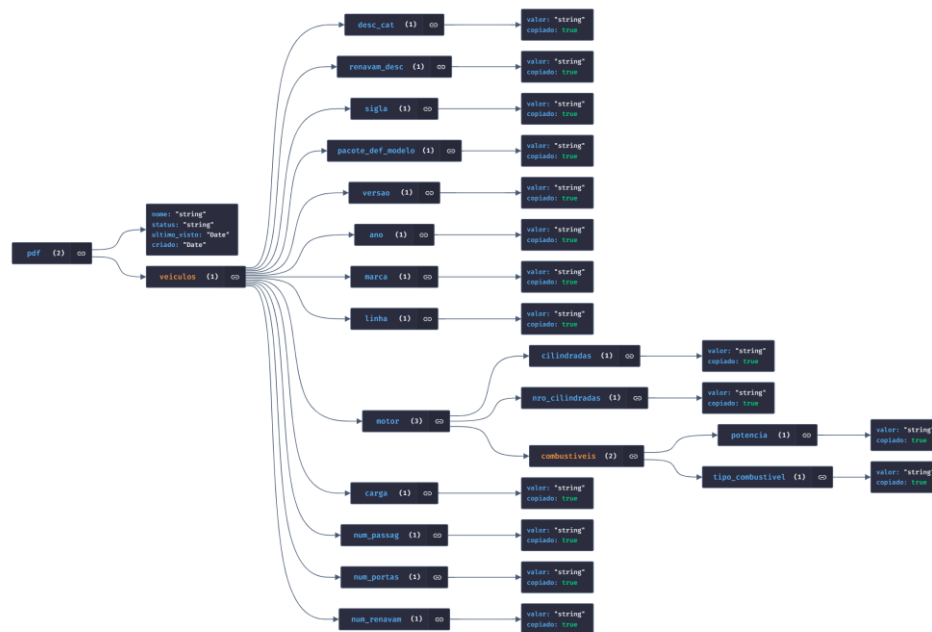 desc_cat (1)
valor: "string"
copiado: true
renavam_desc (1)
valor: "string"
copiado: true
sigla (1)
valor: "string"
copiado: true
pacote_def_modelo (1)
valor: "string"
copiado: true
versao (1)
valor: "string"
copiado: true
nome: "string"
status: "string"
ultimo_visto: "Date"
criado: "Date"
ano (1)
valor: "string"
copiado: true
pdf (2)
veiculos (1)
marca (1)
valor: "string"
copiado: true
linha (1)
valor: "string"
copiado: true
cilindradas (1)
valor: "string"
copiado: true
nro_cilindradas (1)
valor: "string"
copiado: true
motor (3)
potencia (1)
valor: "string"
copiado: true
combustiveis (2)
tipo_combustivel (1)
valor: "string"
copiado: true
carga (1)
valor: "string"
copiado: true
num_passag (1)
valor: "string"
copiado: true
num_portas (1)
valor: "string"
copiado: true
num_renavam (1)
valor: "string"
copiado: true